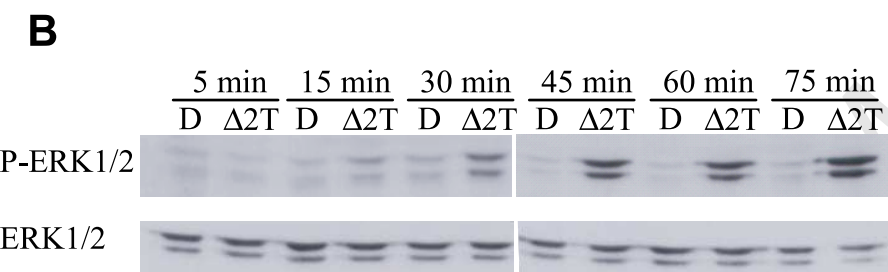 B
5 min 15 min 30 min 45 min 60 min 75 min
D Δ2T D Δ2T D Δ2T D Δ2T D Δ2T D Δ2T
P-ERK1/2
ERK1/2